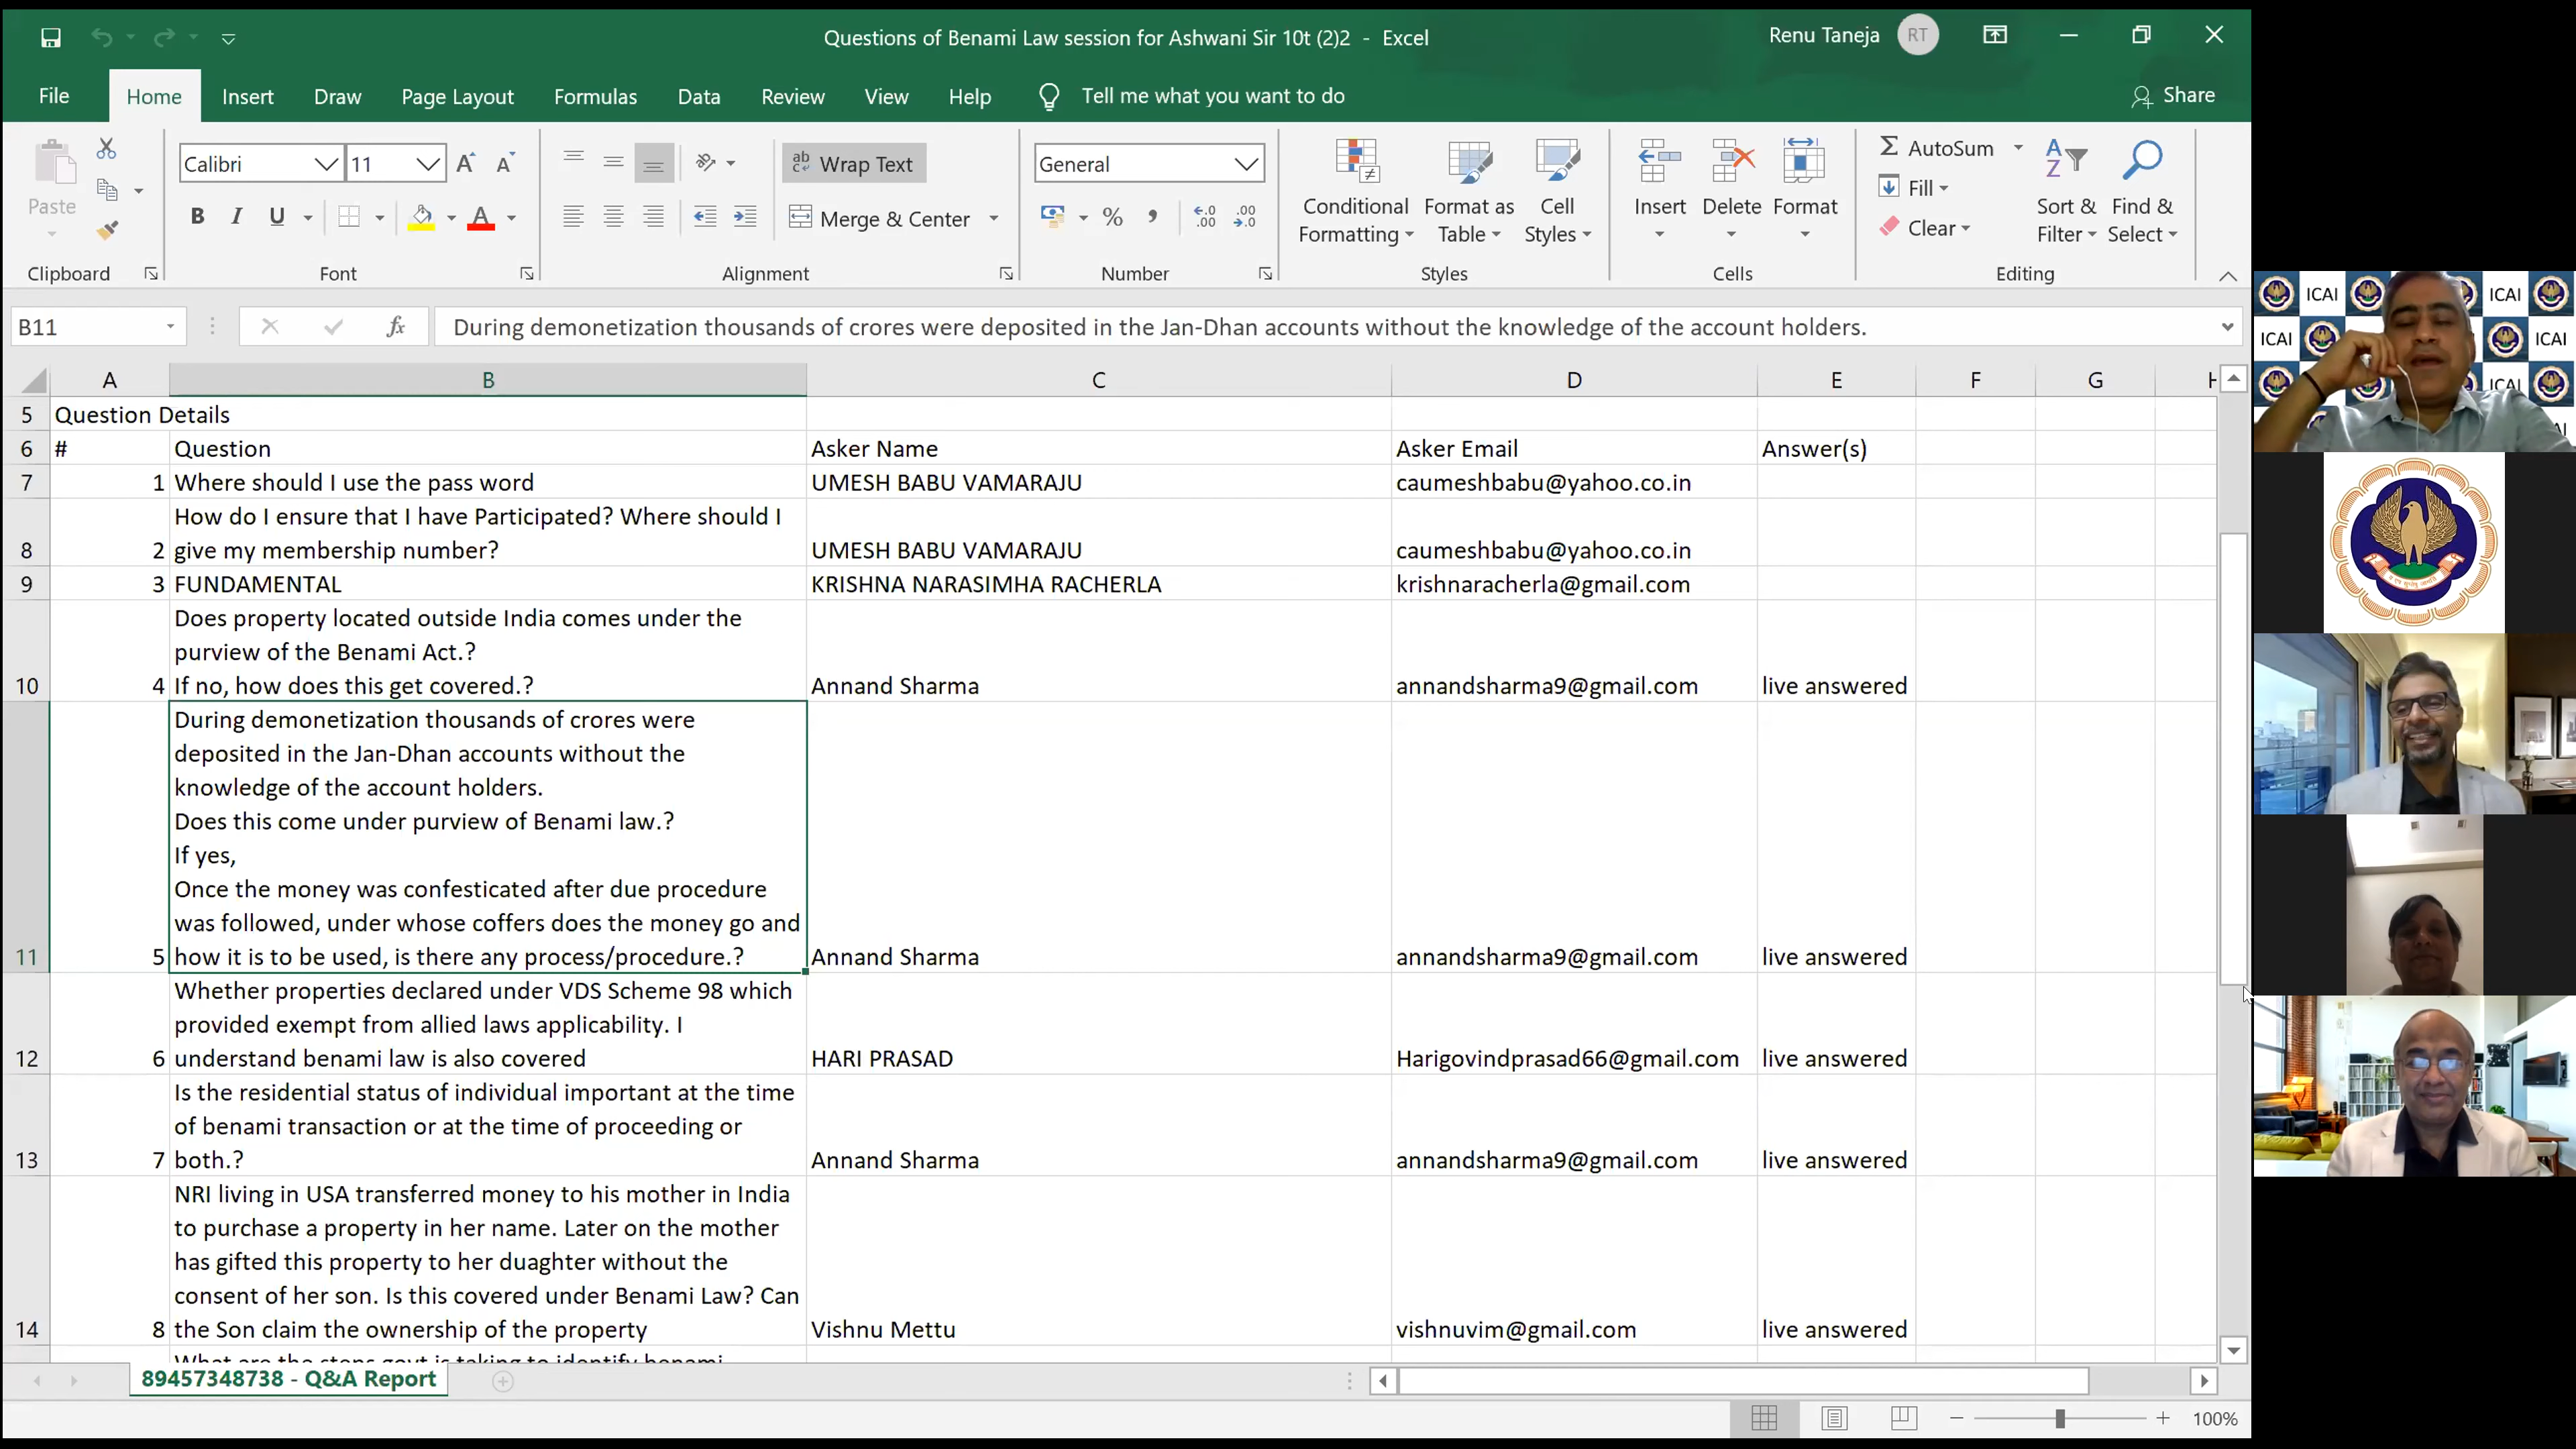 Questions of Benami Law session for Ashwani Sir 10t (2)2 - Excel
Renu Taneja RT
File Home Insert Draw Page Layout Formulas Data Review View Help Tell me what you want to do Share
Paste
Clipboard
Calibri 11
B I U
Font
ab Wrap Text
Merge & Center
Alignment
General
Number
Conditional Formatting
Format as Table
Cell Styles
Styles
Insert
Delete
Format
Cells
AutoSum
Fill
Clear
Sort & Filter
Find & Select
Editing
B11 fx During demonetization thousands of crores were deposited in the Jan-Dhan accounts without the knowledge of the account holders.
A B C D E F G H
5 Question Details
6 # Question Asker Name Asker Email Answer(s)
7 1 Where should I use the pass word UMESH BABU VAMARAJU caumeshbabu@yahoo.co.in
How do I ensure that I have Participated? Where should I
8 2 give my membership number? UMESH BABU VAMARAJU caumeshbabu@yahoo.co.in
9 3 FUNDAMENTAL KRISHNA NARASIMHA RACHERLA krishnaracherla@gmail.com
Does property located outside India comes under the
purview of the Benami Act.?
10 4 If no, how does this get covered.? Annand Sharma annandsharma9@gmail.com live answered
During demonetization thousands of crores were
deposited in the Jan-Dhan accounts without the
knowledge of the account holders.
Does this come under purview of Benami law.?
If yes,
Once the money was confesticated after due procedure
was followed, under whose coffers does the money go and
11 5 how it is to be used, is there any process/procedure.? Annand Sharma annandsharma9@gmail.com live answered
Whether properties declared under VDS Scheme 98 which
provided exempt from allied laws applicability. I
12 6 understand benami law is also covered HARI PRASAD Harigovindprasad66@gmail.com live answered
Is the residential status of individual important at the time
of benami transaction or at the time of proceeding or
13 7 both.? Annand Sharma annandsharma9@gmail.com live answered
NRI living in USA transferred money to his mother in India
to purchase a property in her name. Later on the mother
has gifted this property to her duaghter without the
consent of her son. Is this covered under Benami Law? Can
14 8 the Son claim the ownership of the property Vishnu Mettu vishnuvim@gmail.com live answered
What are the steps govt is taking to identify benami
89457348738 - Q&A Report
100%
ICAI ICAI
ICAI ICAI
ICAI